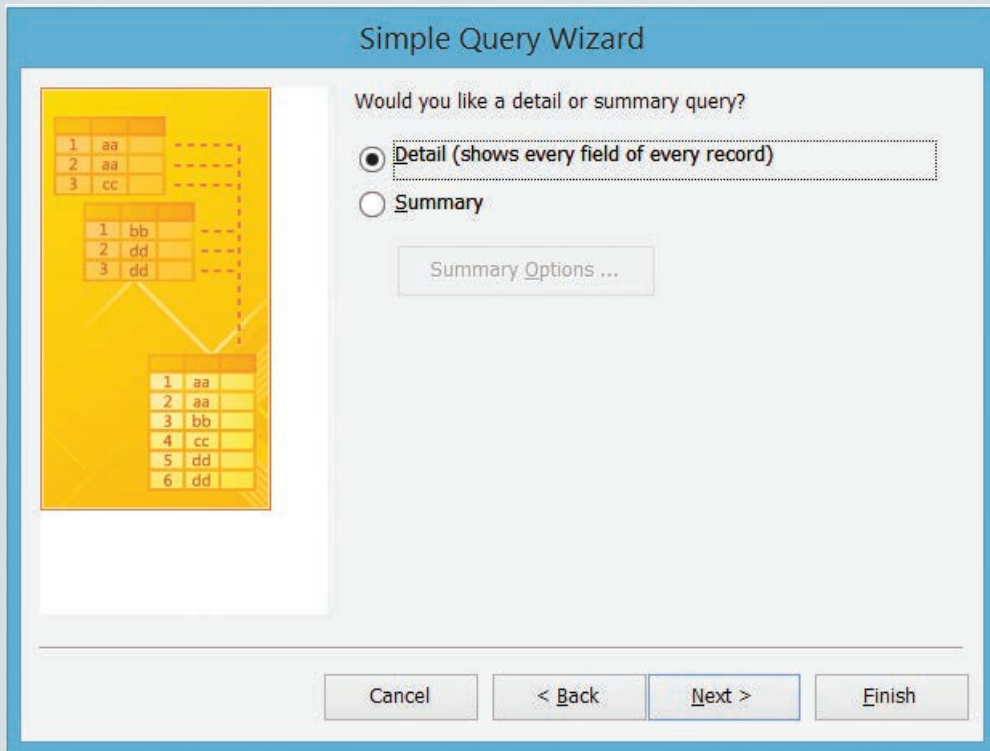 Simple Query Wizard
Would you like a detail or summary query?
Detail (shows every field of every record)
Summary
Summary Options ...
1 aa
2 aa
3 cc
1 bb
2 dd
3 dd
1 aa
2 aa
3 bb
4 cc
5 dd
6 dd
Cancel
< Back
Next >
Finish